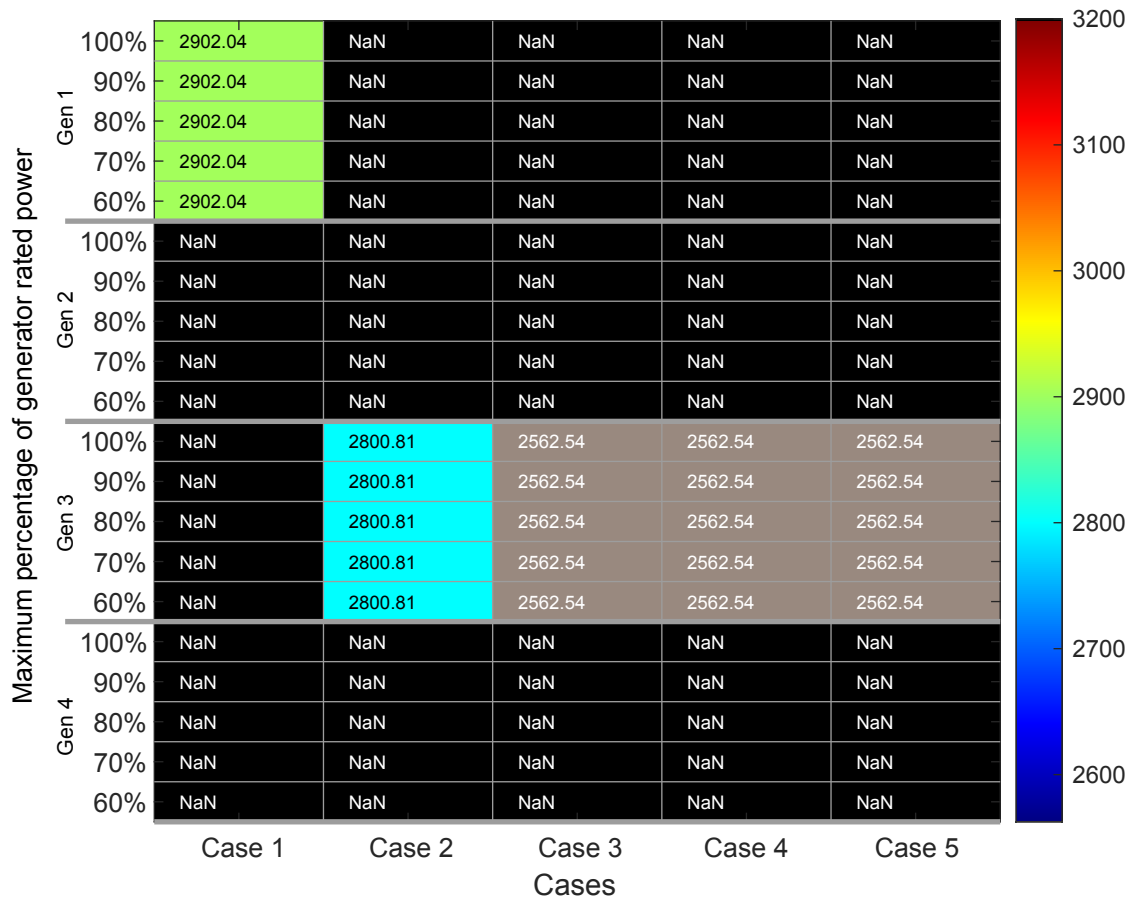 Maximum percentage of generator rated power
Gen 1
100% 2902.04 NaN NaN NaN NaN
90% 2902.04 NaN NaN NaN NaN
80% 2902.04 NaN NaN NaN NaN
70% 2902.04 NaN NaN NaN NaN
60% 2902.04 NaN NaN NaN NaN
Gen 2
100% NaN NaN NaN NaN NaN
90% NaN NaN NaN NaN NaN
80% NaN NaN NaN NaN NaN
70% NaN NaN NaN NaN NaN
60% NaN NaN NaN NaN NaN
Gen 3
100% NaN 2800.81 2562.54 2562.54 2562.54
90% NaN 2800.81 2562.54 2562.54 2562.54
80% NaN 2800.81 2562.54 2562.54 2562.54
70% NaN 2800.81 2562.54 2562.54 2562.54
60% NaN 2800.81 2562.54 2562.54 2562.54
Gen 4
100% NaN NaN NaN NaN NaN
90% NaN NaN NaN NaN NaN
80% NaN NaN NaN NaN NaN
70% NaN NaN NaN NaN NaN
60% NaN NaN NaN NaN NaN
Case 1 Case 2 Case 3 Case 4 Case 5
Cases
3200
3100
3000
2900
2800
2700
2600